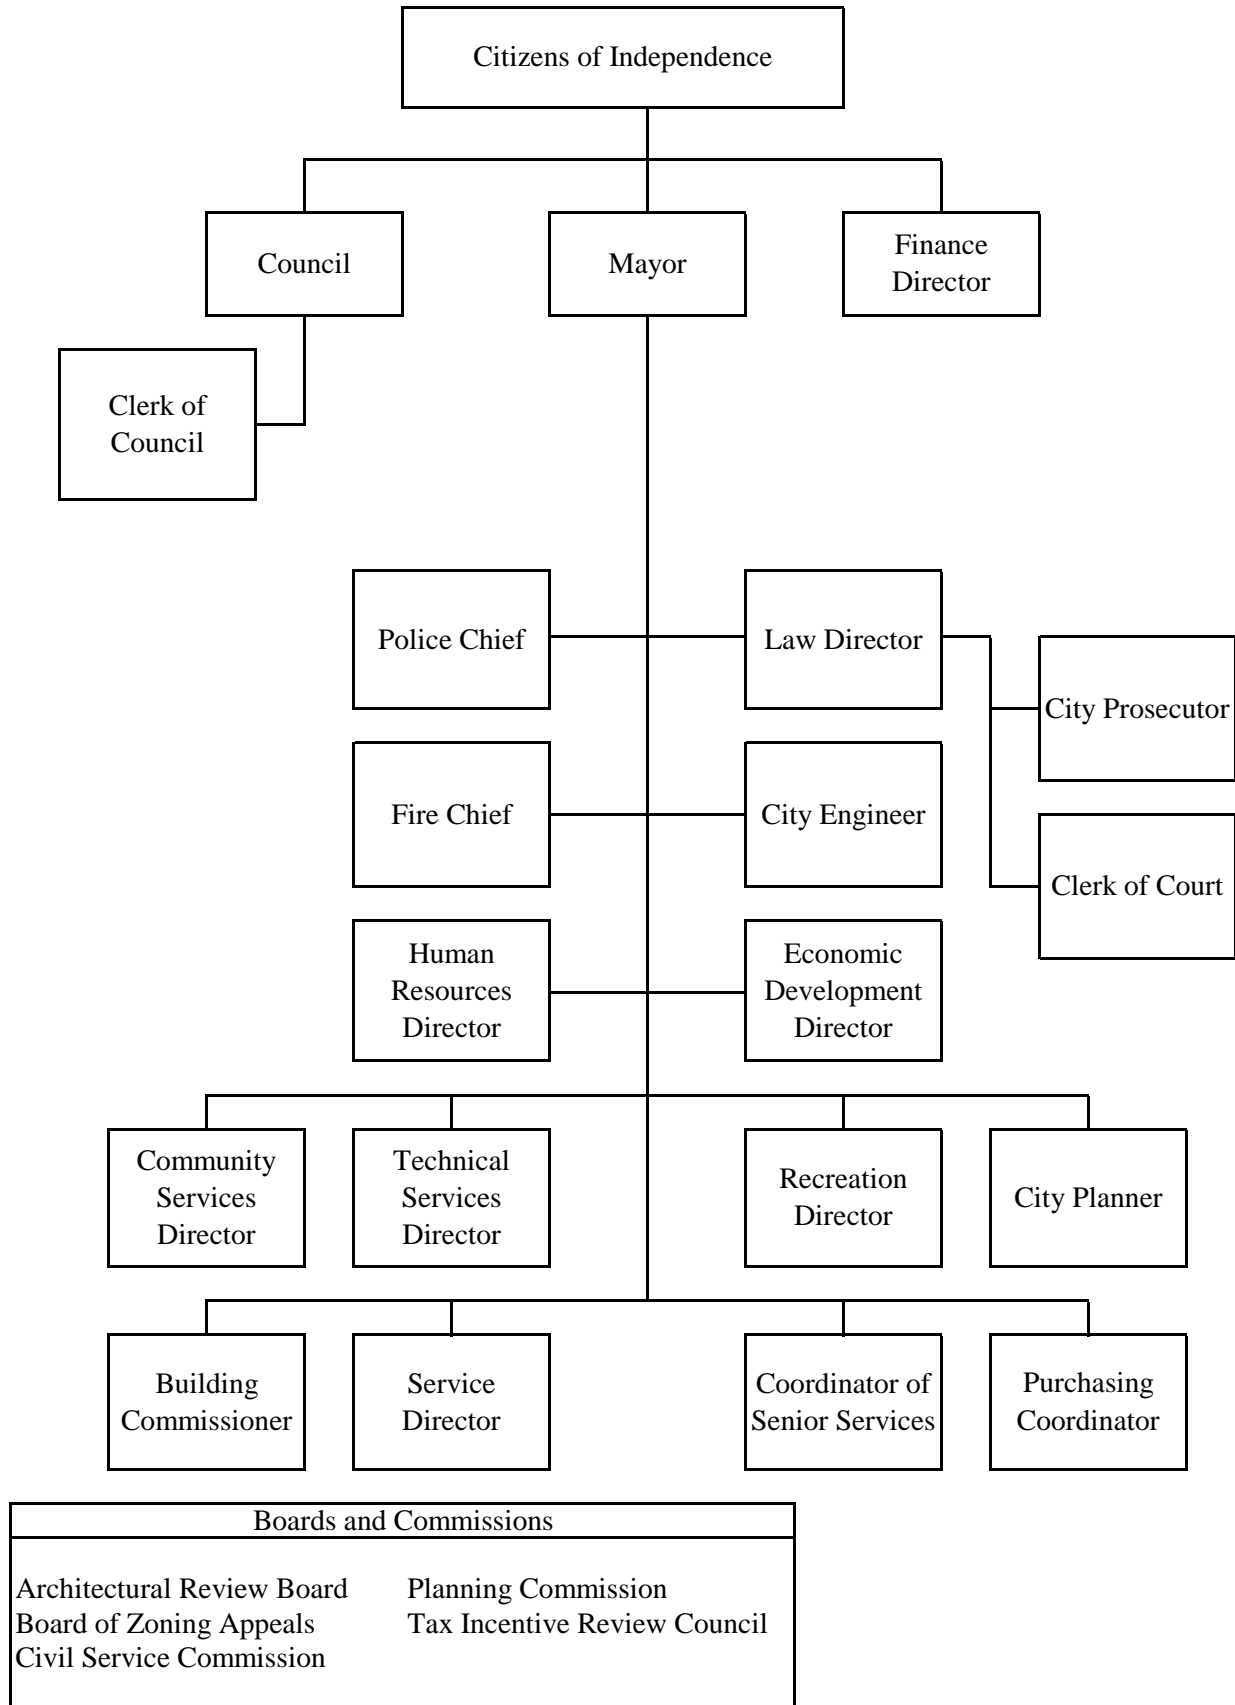 Citizens of Independence
Council
Mayor
Finance
Director
Clerk of
Council
Police Chief
Law Director
City Prosecutor
Fire Chief
City Engineer
Clerk of Court
Human
Resources
Director
Economic
Development
Director
Community
Services
Director
Technical
Services
Director
Recreation
Director
City Planner
Building
Commissioner
Service
Director
Coordinator of
Senior Services
Purchasing
Coordinator
Boards and Commissions
Architectural Review Board
Board of Zoning Appeals
Civil Service Commission
Planning Commission
Tax Incentive Review Council